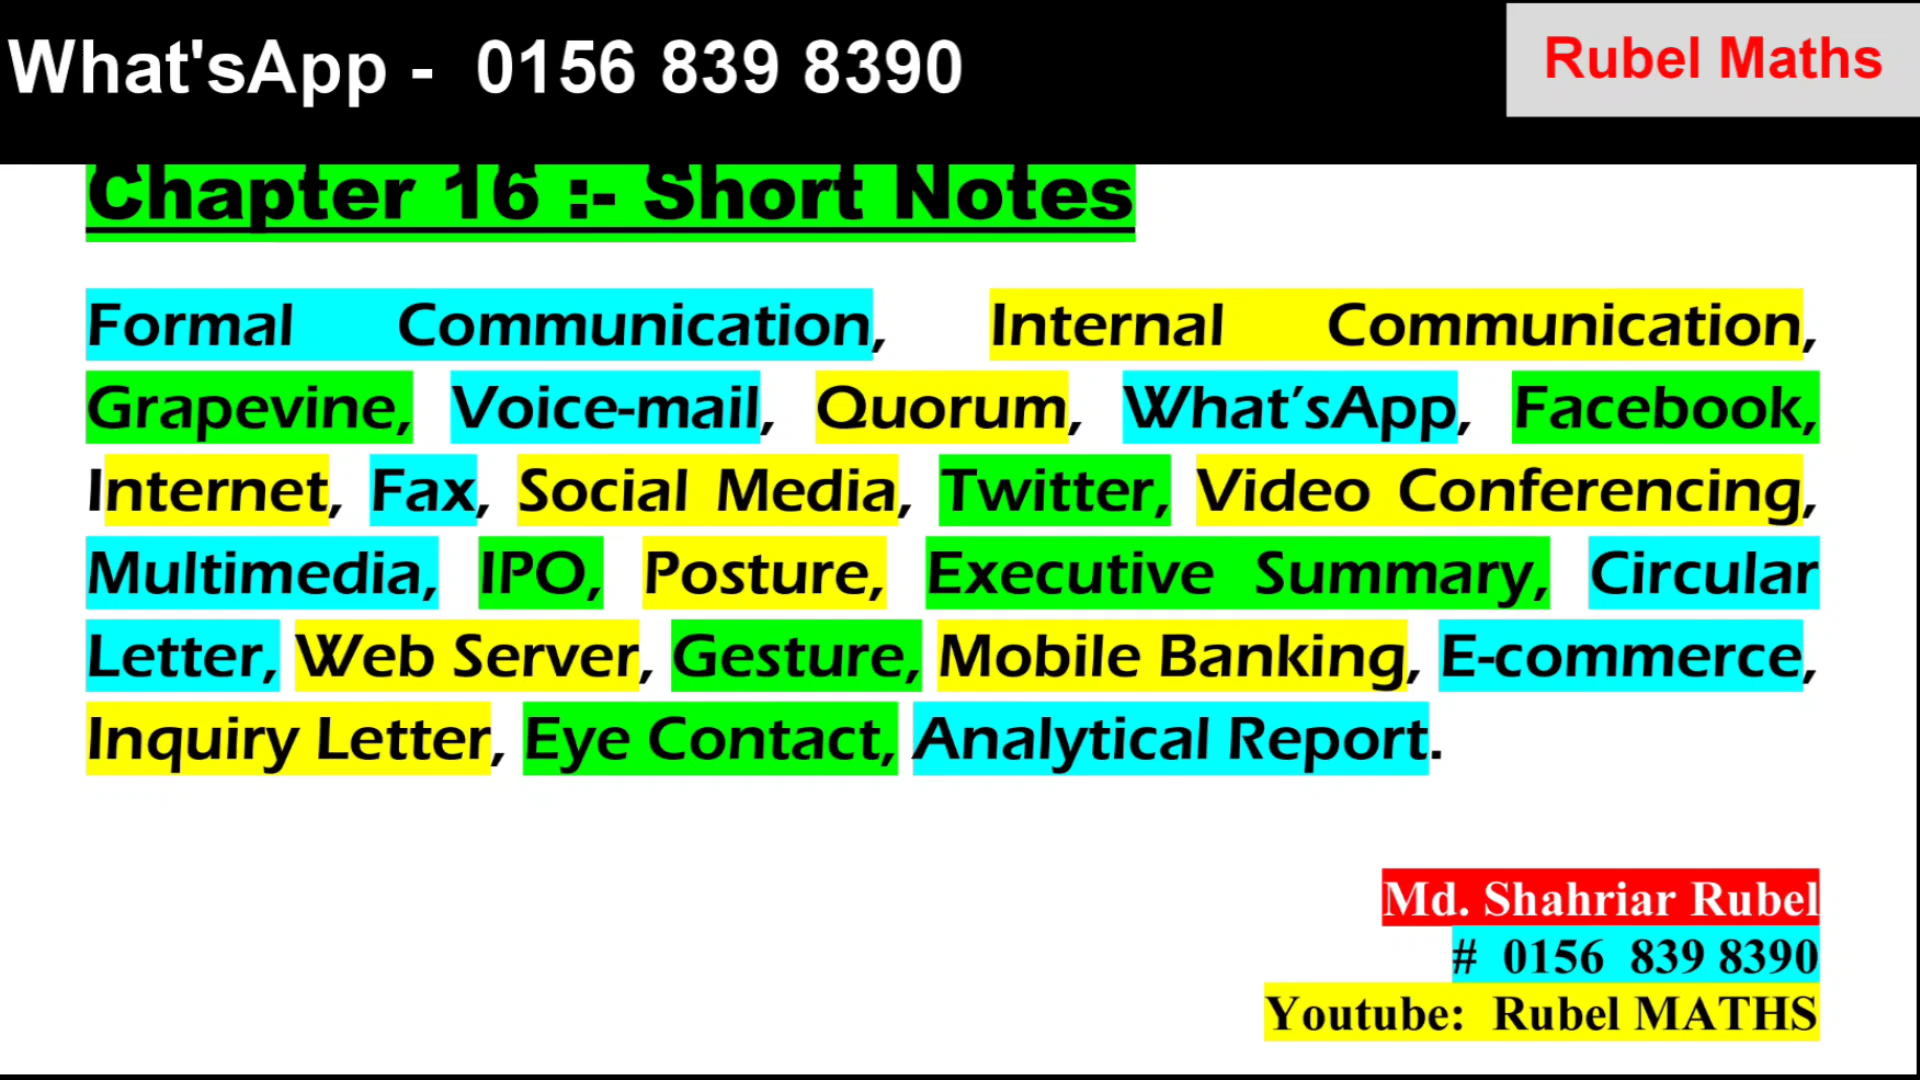 What'sApp - 0156 839 8390
Rubel Maths
Chapter 16 :- Short Notes
Formal Communication, Internal Communication,
Grapevine, Voice-mail, Quorum, What’sApp, Facebook,
Internet, Fax, Social Media, Twitter, Video Conferencing,
Multimedia, IPO, Posture, Executive Summary, Circular
Letter, Web Server, Gesture, Mobile Banking, E-commerce,
Inquiry Letter, Eye Contact, Analytical Report.
Md. Shahriar Rubel
# 0156 839 8390
Youtube: Rubel MATHS